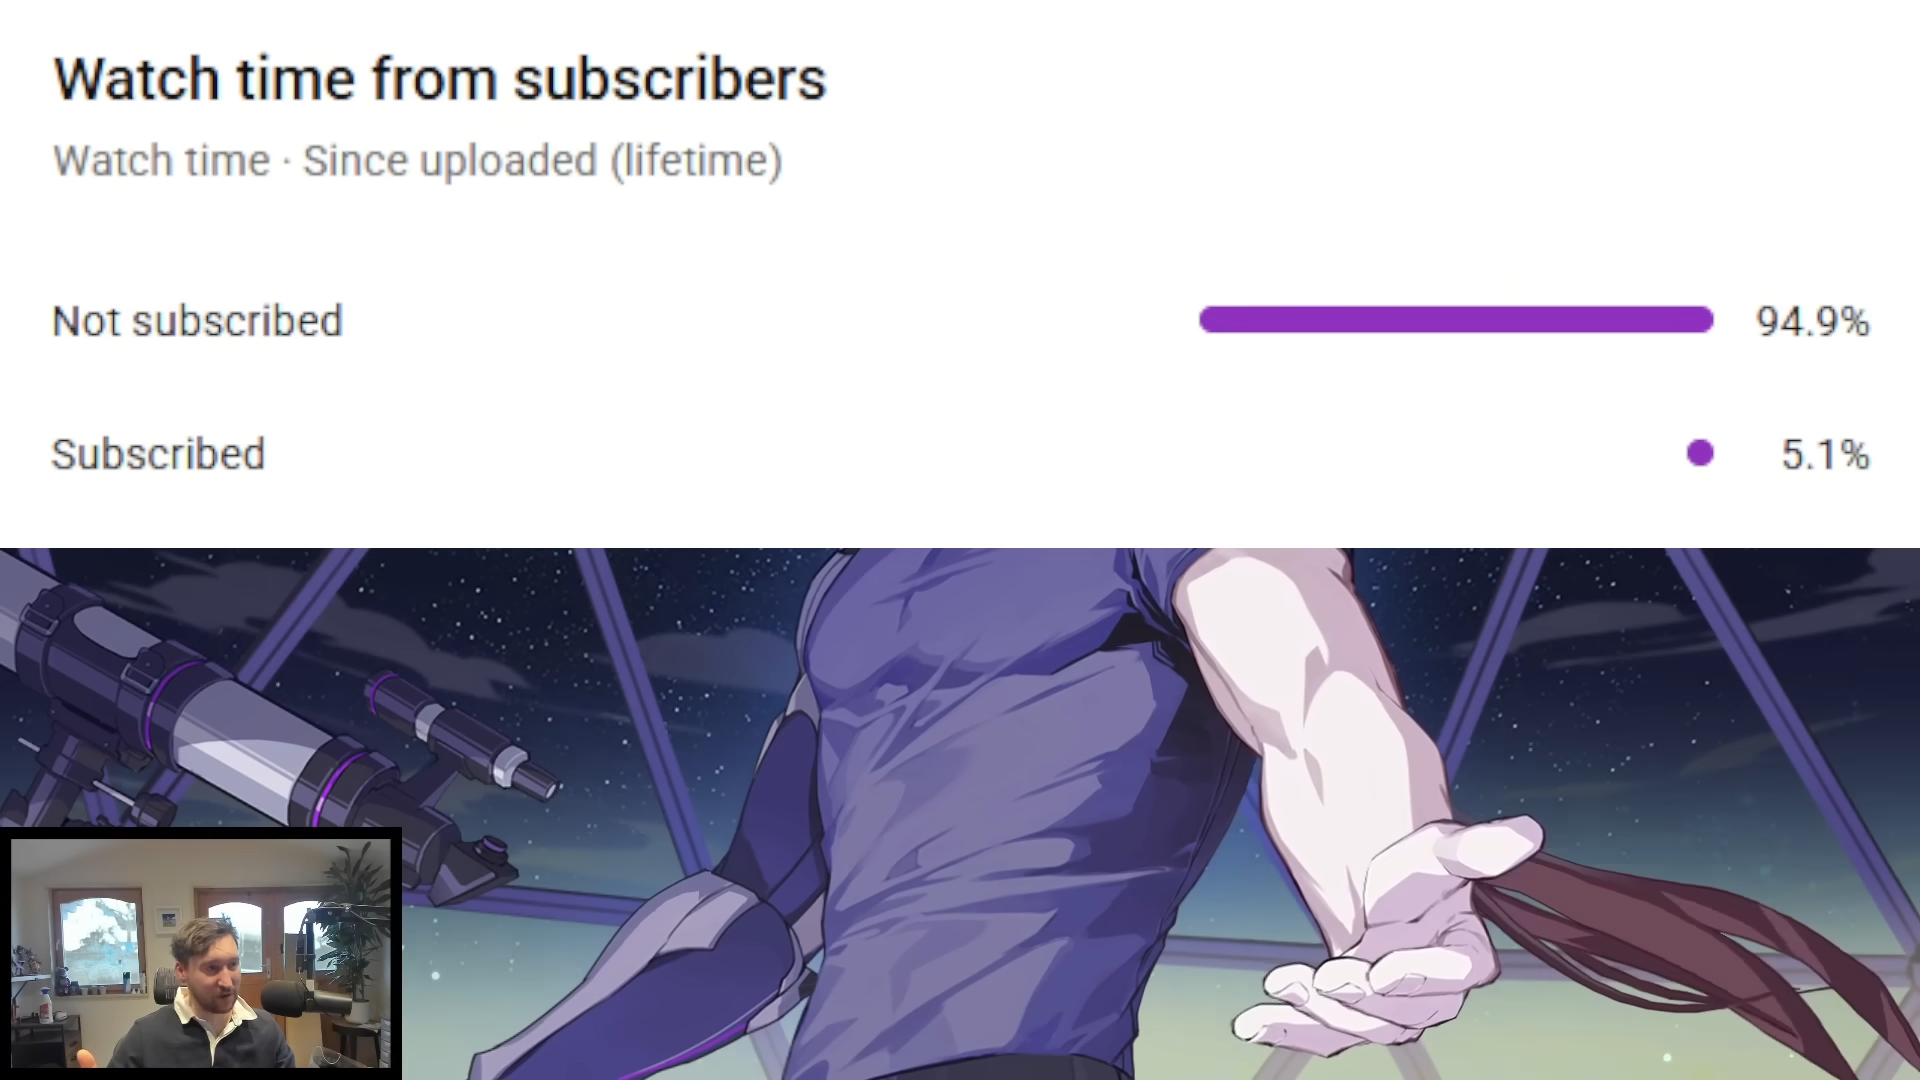 Watch time from subscribers
Watch time · Since uploaded (lifetime)
Not subscribed 94.9%
Subscribed 5.1%